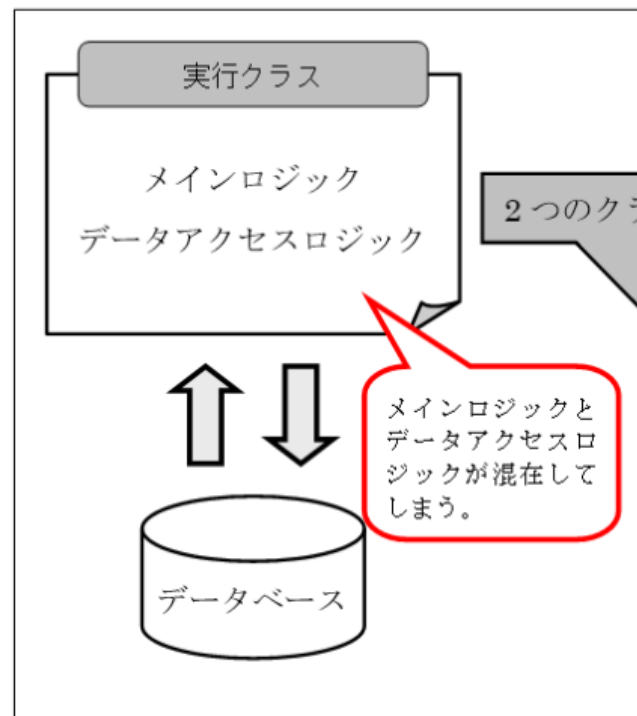 実行クラス
メインロジック
データアクセスロジック
2 つのクラ
メインロジックと
データアクセスロ
ジックが混在して
しまう。
データベース